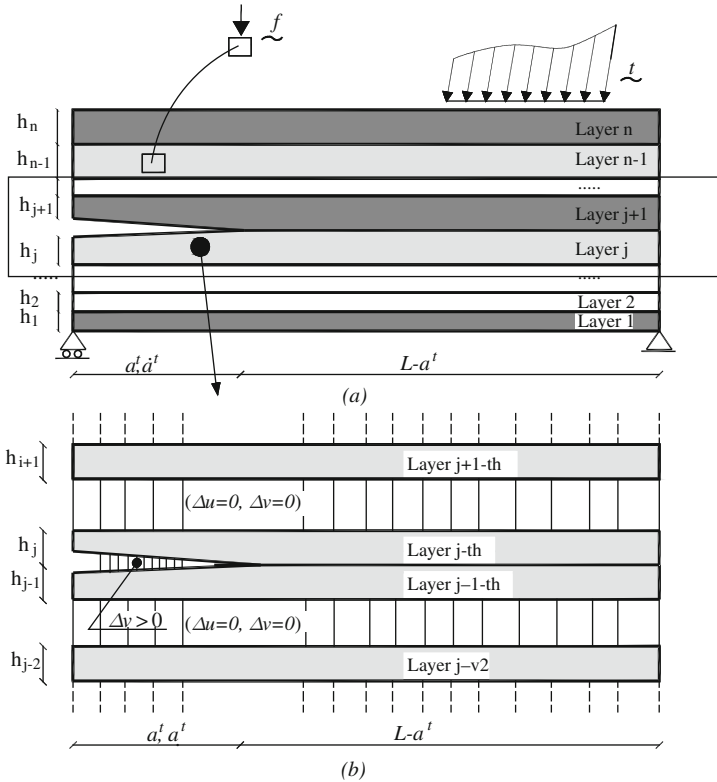 f
t
h_n
Layer n
h_{n-1}
Layer n-1
.....
h_{j+1}
Layer j+1
h_j
Layer j
.....
.....
h_2
Layer 2
h_1
Layer 1
a^t, ȧ^t
L-a^t
(a)
h_{i+1}
Layer j+1-th
(Δu=0, Δv=0)
h_j
Layer j-th
h_{j-1}
Layer j–1-th
Δv > 0
(Δu=0, Δv=0)
h_{j-2}
Layer j–v2
a^t, ȧ^t
L-a^t
(b)